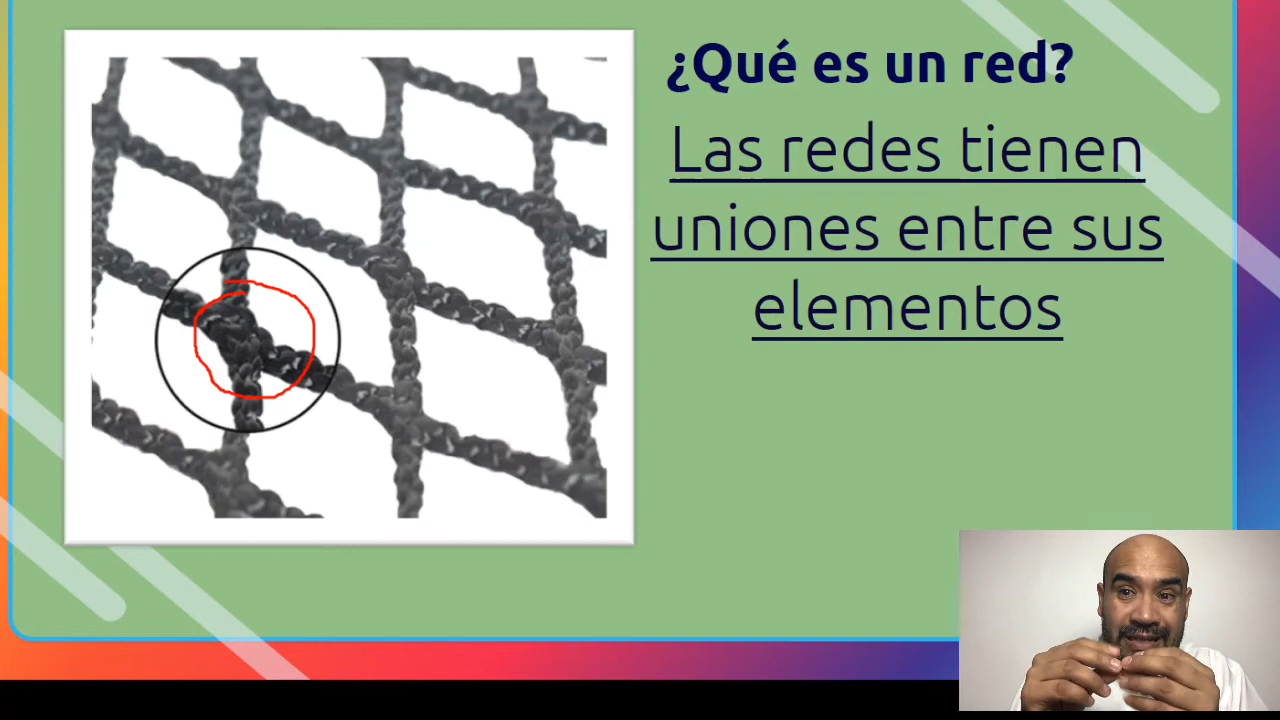 ¿Qué es un red?
Las redes tienen
uniones entre sus
elementos